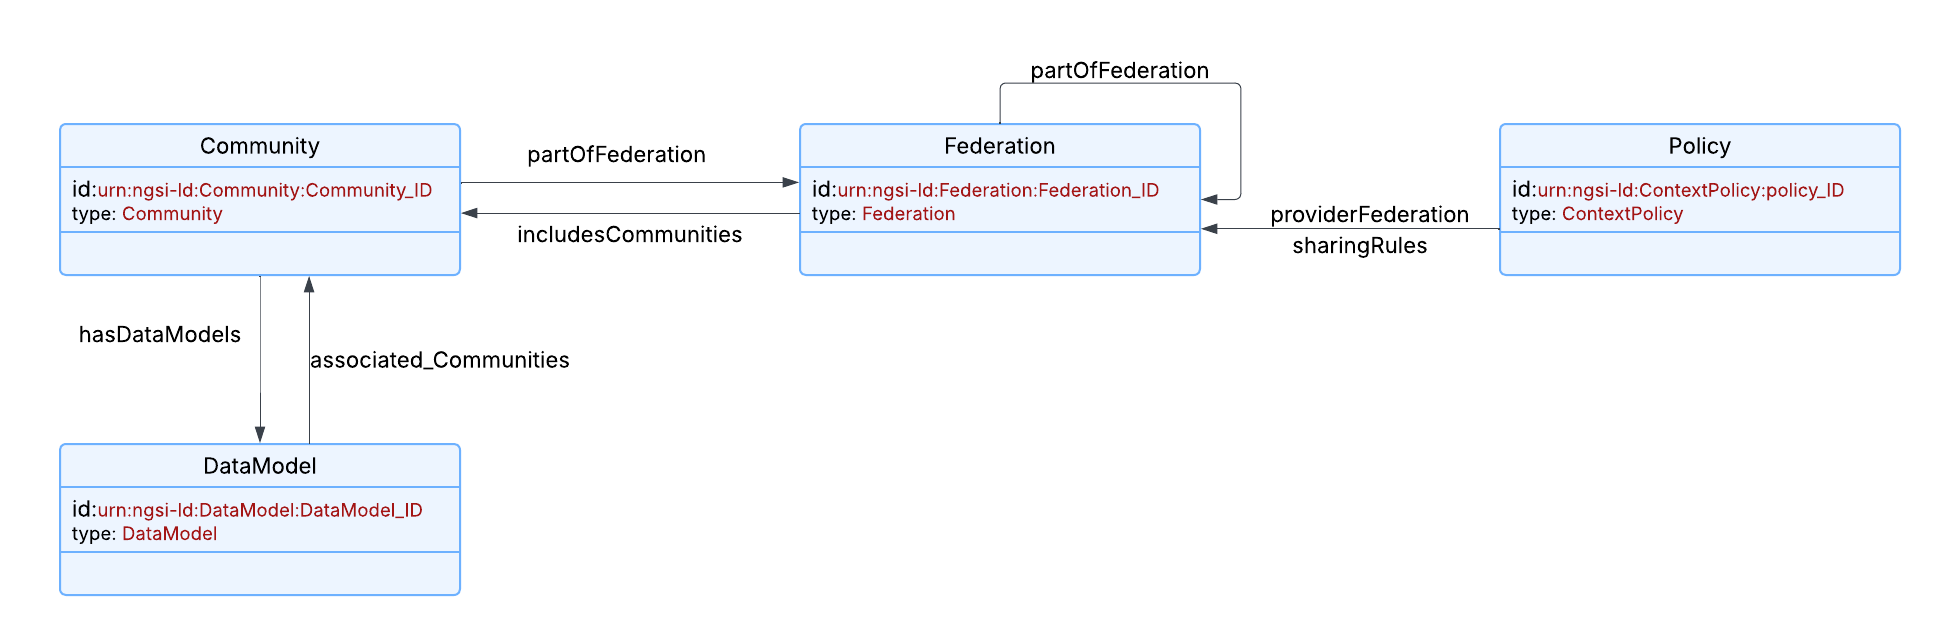 partOfFederation
Community
id:urn:ngsi-ld:Community:Community_ID
type: Community
partOfFederation
includesCommunities
Federation
id:urn:ngsi-ld:Federation:Federation_ID
type: Federation
providerFederation
sharingRules
Policy
id:urn:ngsi-ld:ContextPolicy:policy_ID
type: ContextPolicy
hasDataModels
associated_Communities
DataModel
id:urn:ngsi-ld:DataModel:DataModel_ID
type: DataModel